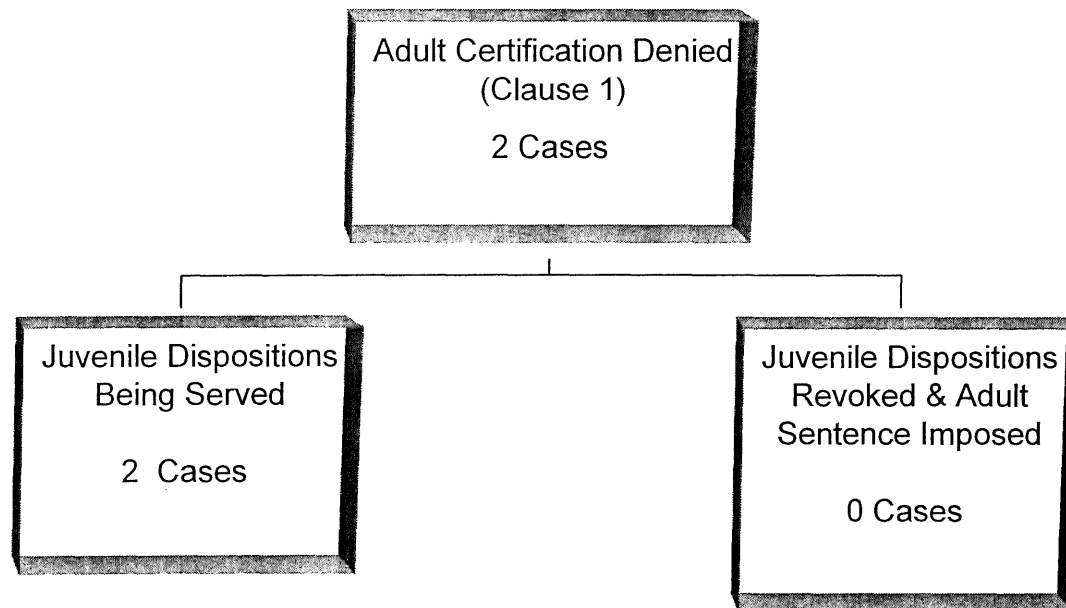 Adult Certification Denied
(Clause 1)
2 Cases
Juvenile Dispositions
Being Served
2 Cases
Juvenile Dispositions
Revoked & Adult
Sentence Imposed
0 Cases